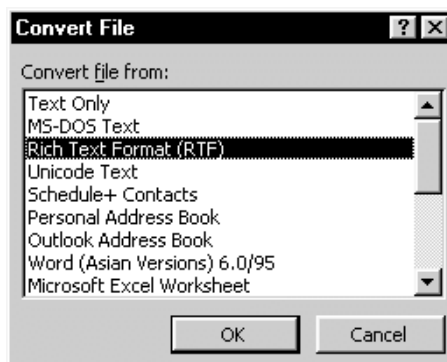 Convert File
Convert file from:
Text Only
MS-DOS Text
Rich Text Format (RTF)
Unicode Text
Schedule+ Contacts
Personal Address Book
Outlook Address Book
Word (Asian Versions) 6.0/95
Microsoft Excel Worksheet
OK Cancel